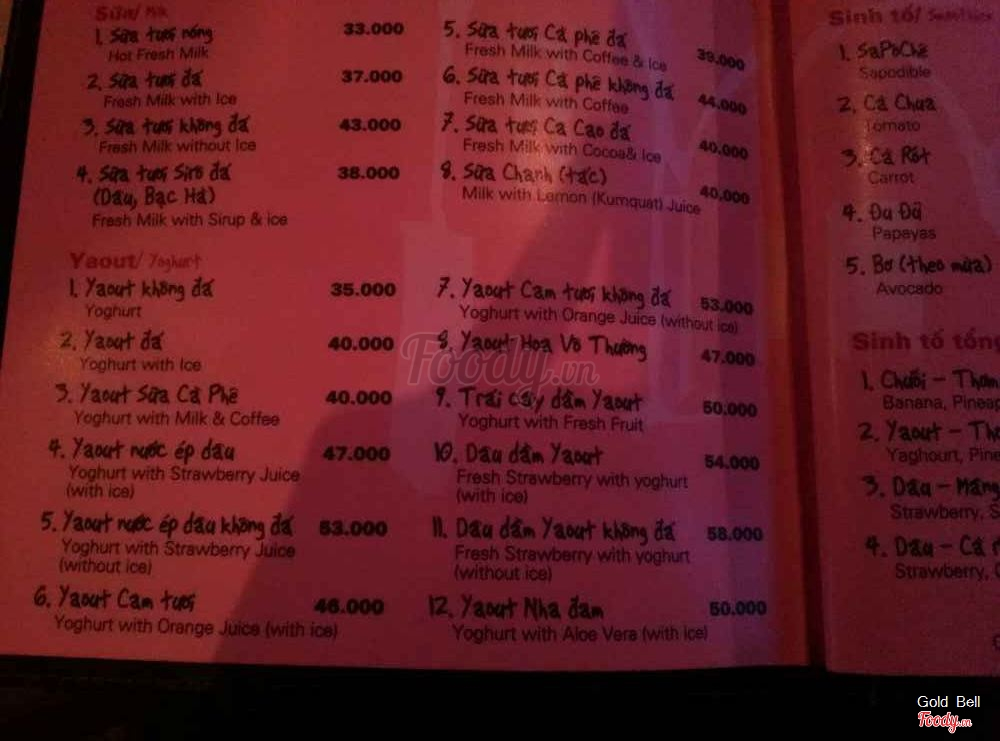 Sữa/ Milk
1. Sữa tươi nóng 33.000
Hot Fresh Milk
2. Sữa tươi đá 37.000
Fresh Milk with Ice
3. Sữa tươi không đá 43.000
Fresh Milk without Ice
4. Sữa tươi Sirô đá 38.000
(Dâu, Bạc Hà)
Fresh Milk with Sirup & ice
5. Sữa tươi Cà phê đá
Fresh Milk with Coffee & Ice 39.000
6. Sữa tươi Cà phê không đá
Fresh Milk with Coffee 44.000
7. Sữa tươi Ca Cao đá
Fresh Milk with Cocoa& Ice 40.000
8. Sữa Chanh (tắc)
Milk with Lemon (Kumquat) Juice 40.000
Yaout/ Yoghurt
1. Yaourt không đá 35.000
Yoghurt
2. Yaourt đá 40.000
Yoghurt with Ice
3. Yaourt Sữa Cà Phê 40.000
Yoghurt with Milk & Coffee
4. Yaourt nước ép dâu 47.000
Yoghurt with Strawberry Juice
(with ice)
5. Yaourt nước ép dâu không đá 53.000
Yoghurt with Strawberry Juice
(without ice)
6. Yaourt Cam tươi 46.000
Yoghurt with Orange Juice (with ice)
7. Yaourt Cam tươi không đá 53.000
Yoghurt with Orange Juice (without ice)
8. Yaourt Hoa Vô Thường 47.000
9. Trái cây dầm Yaourt 50.000
Yoghurt with Fresh Fruit
10. Dâu dầm Yaourt 54.000
Fresh Strawberry with yoghurt
(with ice)
11. Dâu dầm Yaourt không đá 58.000
Fresh Strawberry with yoghurt
(without ice)
12. Yaourt Nha đam 50.000
Yoghurt with Aloe Vera (with ice)
Sinh tố/
1. SaPôChê
Sapodible
2. Cà Chua
Tomato
3. Cà Rốt
Carrot
4. Đu Đủ
Papayas
5. Bơ (theo mùa)
Avocado
Sinh tố tổng
1. Chuối - Thơm
Banana, Pineap
2. Yaourt - Thơ
Yaghourt, Pine
3. Dâu - Mãng
Strawberry, S
4. Dâu - Cà
Strawberry,
Foody.vn
Gold Bell
Foody.vn